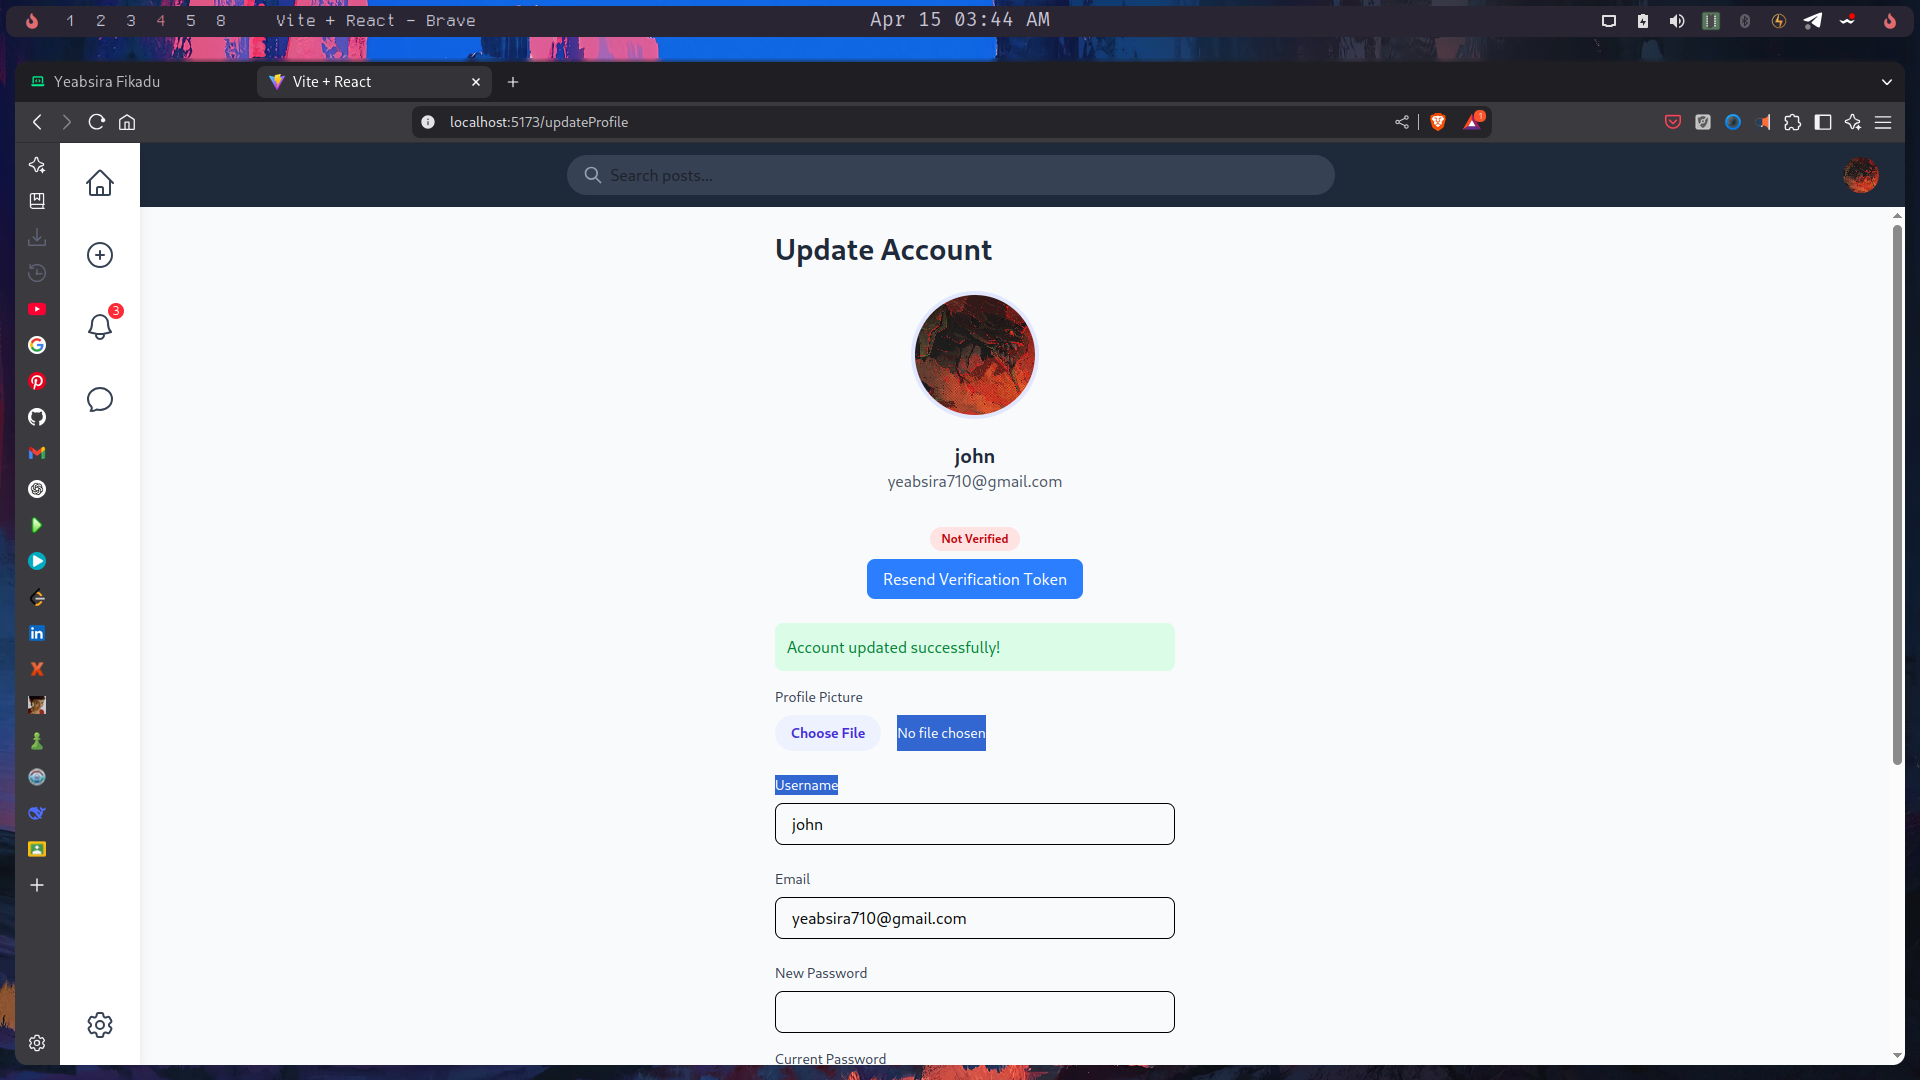 1 2 3 4 5 8 Vite + React - Brave Apr 15 03:44 AM
Yeabsira Fikadu Vite + React
localhost:5173/updateProfile 1
Search posts...
Update Account
3
john
yeabsira710@gmail.com
Not Verified
Resend Verification Token
Account updated successfully!
Profile Picture
Choose File No file chosen
Username
john
Email
yeabsira710@gmail.com
New Password
Current Password